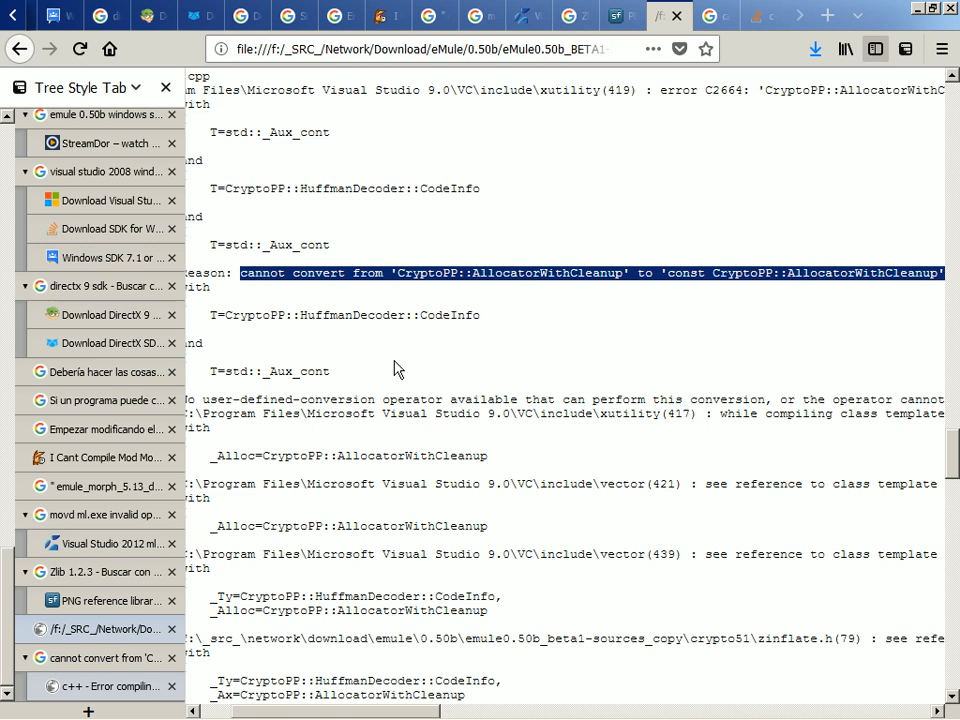 file:///f:/_SRC_/Network/Download/eMule/0.50b/eMule0.50b_BETA1-
Tree Style Tab
emule 0.50b windows s...
StreamDor – watch ...
visual studio 2008 wind...
Download Visual Stu...
Download SDK for W...
Windows SDK 7.1 or ...
directx 9 sdk - Buscar c...
Download DirectX 9 ...
Download DirectX SD...
Debería hacer las cosas...
Si un programa puede c...
Empezar modificando el...
I Cant Compile Mod Mo...
" emule_morph_5.13_d...
movd ml.exe invalid op...
Visual Studio 2012 ml...
Zlib 1.2.3 - Buscar con ...
PNG reference librar...
/f:/_SRC_/Network/Do...
cannot convert from 'C...
c++ - Error compilin...
cpp
am Files\Microsoft Visual Studio 9.0\VC\include\xutility(419) : error C2664: 'CryptoPP::AllocatorWithC
with
T=std::_Aux_cont
and
T=CryptoPP::HuffmanDecoder::CodeInfo
and
T=std::_Aux_cont
Reason: cannot convert from 'CryptoPP::AllocatorWithCleanup' to 'const CryptoPP::AllocatorWithCleanup'
with
T=CryptoPP::HuffmanDecoder::CodeInfo
and
T=std::_Aux_cont
No user-defined-conversion operator available that can perform this conversion, or the operator cannot
C:\Program Files\Microsoft Visual Studio 9.0\VC\include\xutility(417) : while compiling class template
with
_Alloc=CryptoPP::AllocatorWithCleanup
C:\Program Files\Microsoft Visual Studio 9.0\VC\include\vector(421) : see reference to class template
with
_Alloc=CryptoPP::AllocatorWithCleanup
C:\Program Files\Microsoft Visual Studio 9.0\VC\include\vector(439) : see reference to class template
with
_Ty=CryptoPP::HuffmanDecoder::CodeInfo,
_Alloc=CryptoPP::AllocatorWithCleanup
f:\_src_\network\download\emule\0.50b\emule0.50b_beta1-sources_copy\crypto51\zinflate.h(79) : see refe
with
_Ty=CryptoPP::HuffmanDecoder::CodeInfo,
_Ax=CryptoPP::AllocatorWithCleanup